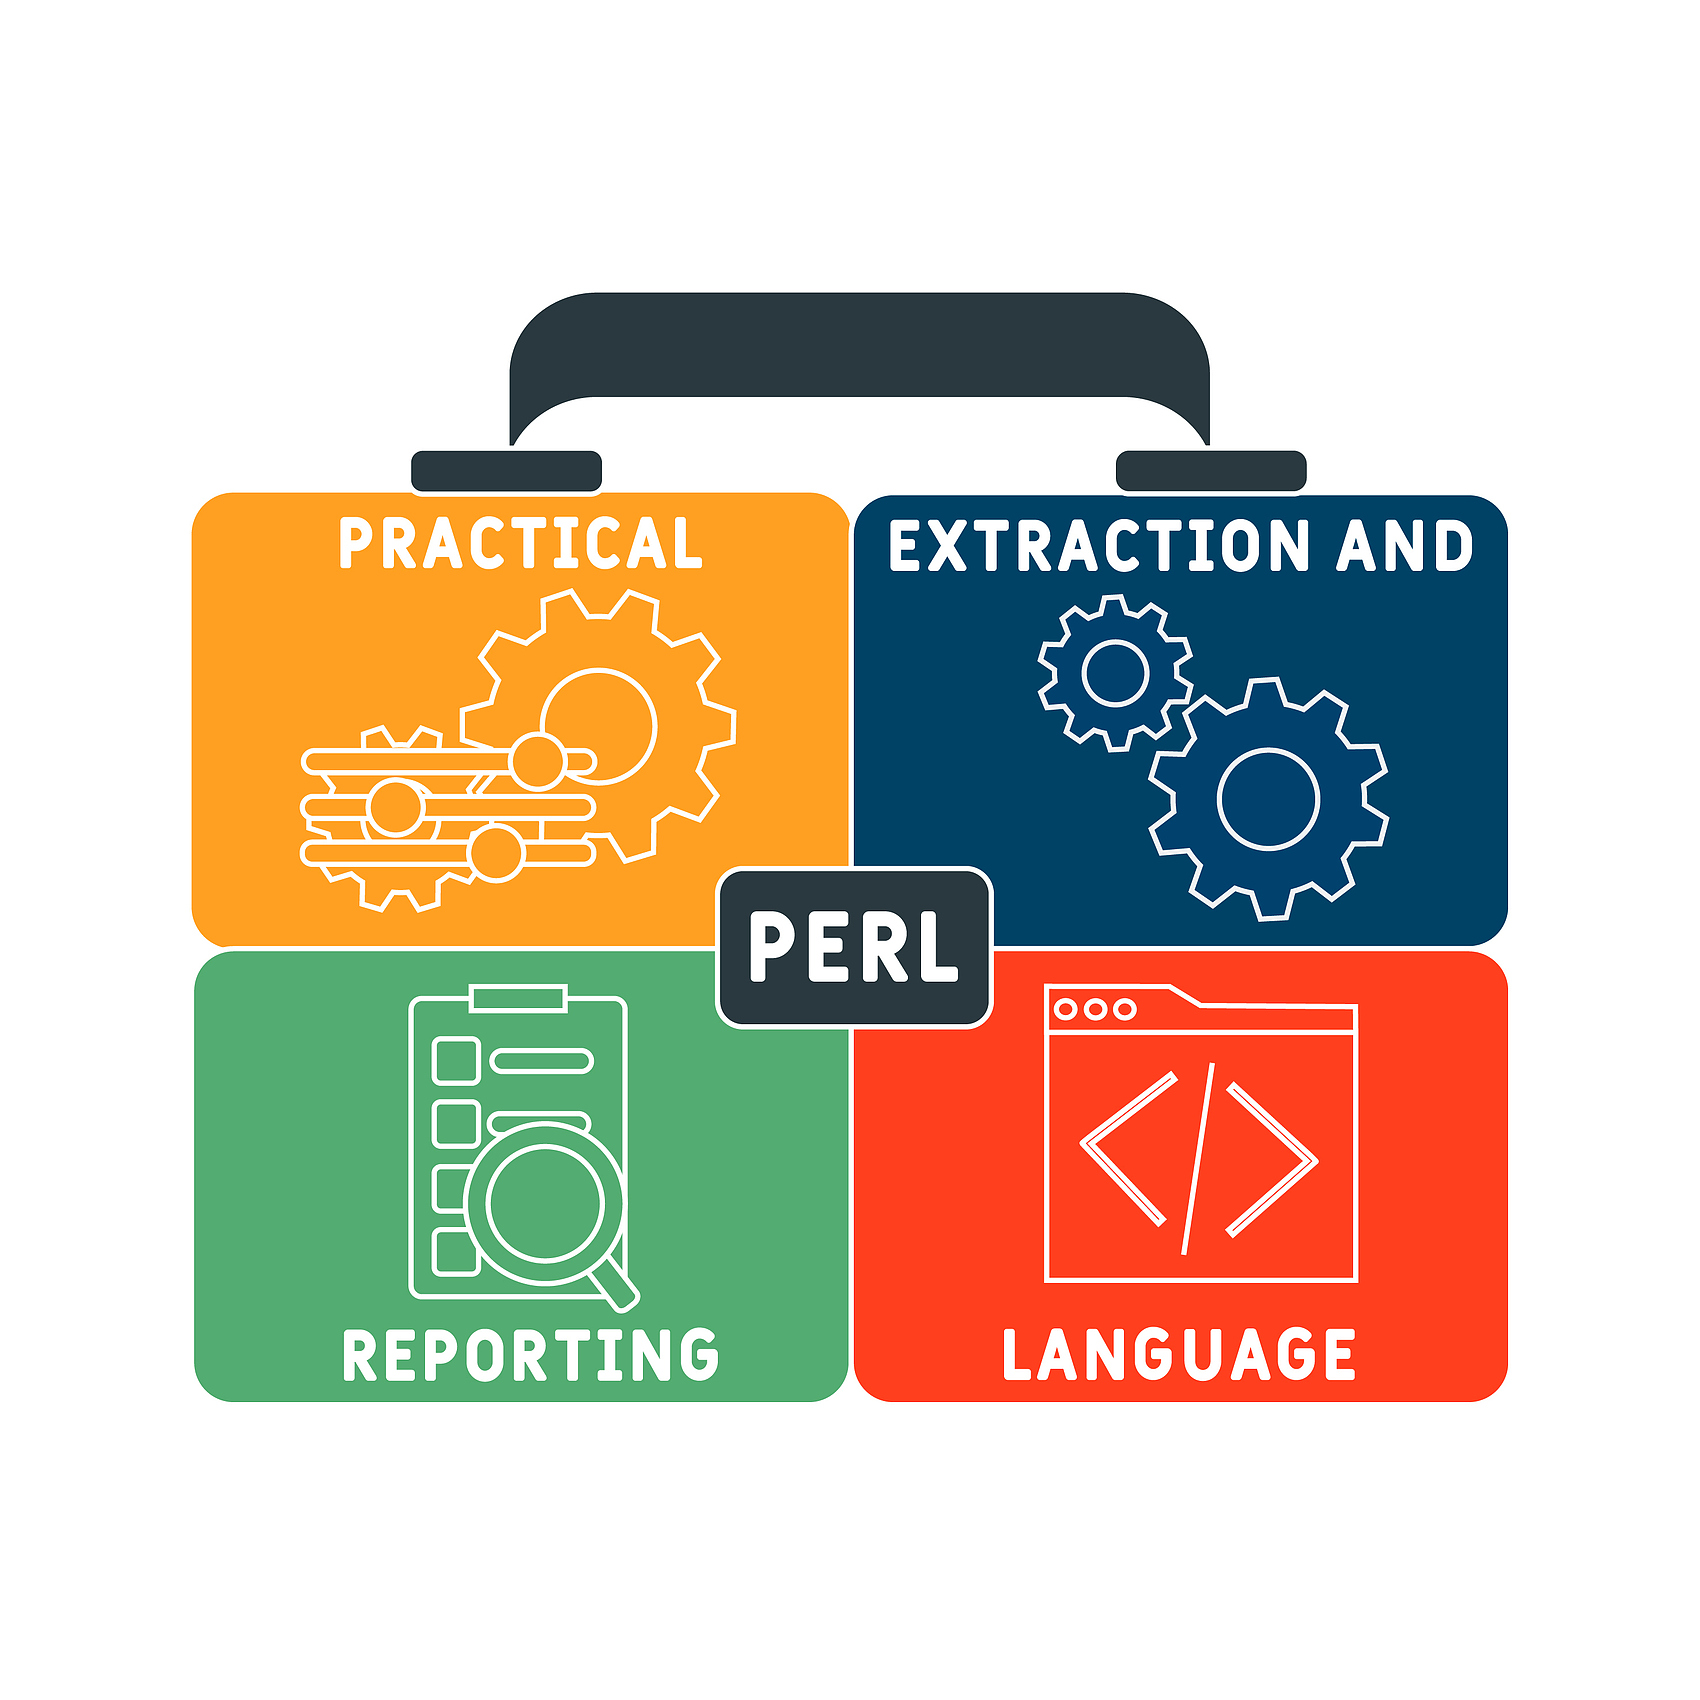 PRACTICAL
EXTRACTION AND
PERL
REPORTING
LANGUAGE